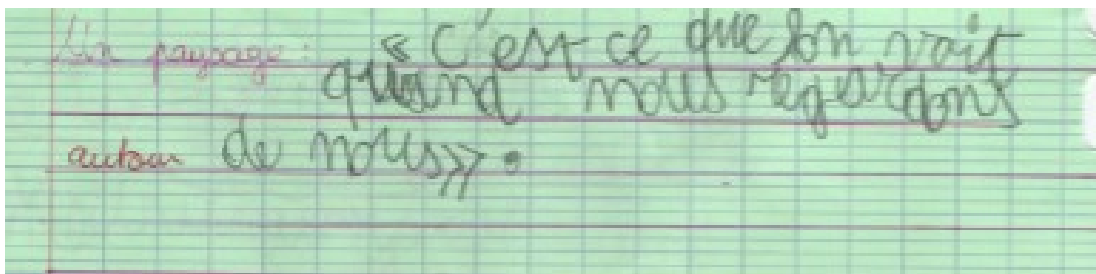 Un paysage : « C'est ce que l'on voit
quand nous regardons
autour de nous» .